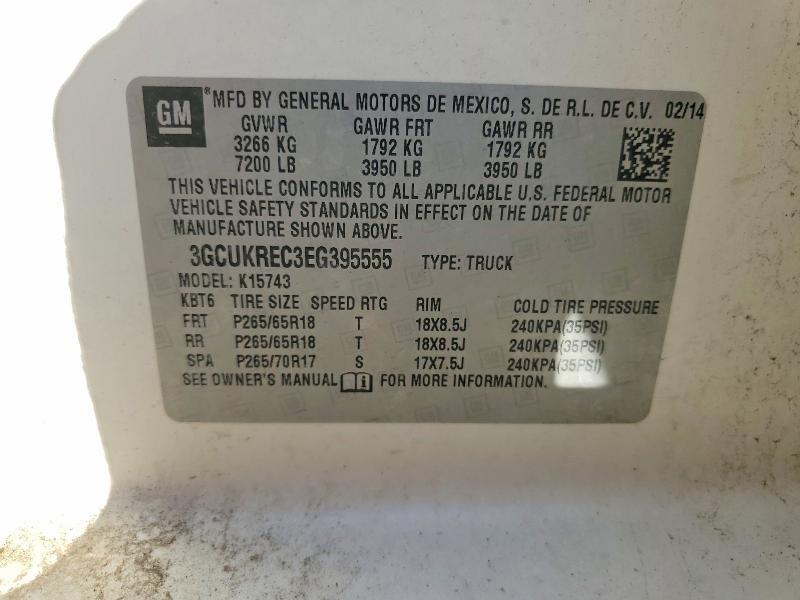 GM ® MFD BY GENERAL MOTORS DE MEXICO, S. DE R.L. DE C.V. 02/14
GVWR GAWR FRT GAWR RR
3266 KG 1792 KG 1792 KG
7200 LB 3950 LB 3950 LB
THIS VEHICLE CONFORMS TO ALL APPLICABLE U.S. FEDERAL MOTOR
VEHICLE SAFETY STANDARDS IN EFFECT ON THE DATE OF
MANUFACTURE SHOWN ABOVE.
3GCUKREC3EG395555 TYPE: TRUCK
MODEL: K15743
KBT6 TIRE SIZE SPEED RTG RIM COLD TIRE PRESSURE
FRT P265/65R18 T 18X8.5J 240KPA(35PSI)
RR P265/65R18 T 18X8.5J 240KPA(35PSI)
SPA P265/70R17 S 17X7.5J 240KPA(35PSI)
SEE OWNER'S MANUAL i FOR MORE INFORMATION.